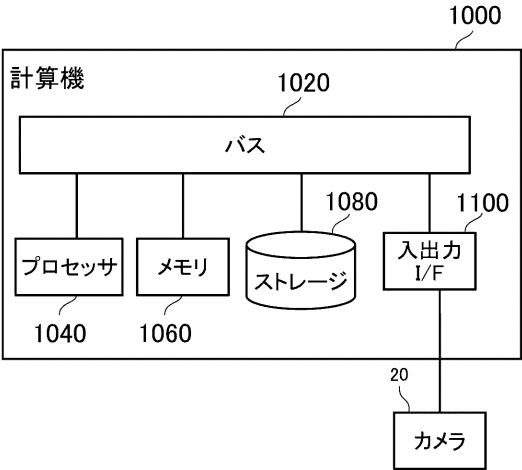 1000
計算機
1020
バス
1080
1100
プロセッサ
メモリ
ストレージ
入出力
I/F
1040
1060
20
カメラ